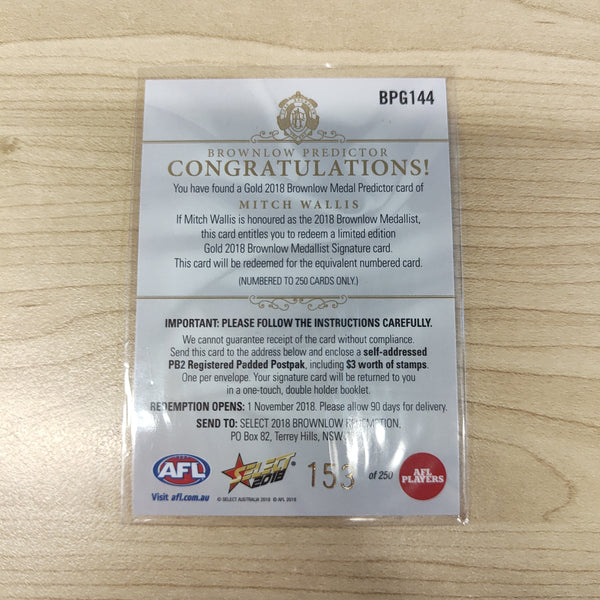 BPG144
BROWNLOW PREDICTOR
CONGRATULATIONS!
You have found a Gold 2018 Brownlow Medal Predictor card of
MITCH WALLIS
If Mitch Wallis is honoured as the 2018 Brownlow Medallist,
this card entitles you to redeem a limited edition
Gold 2018 Brownlow Medallist Signature card.
This card will be redeemed for the equivalent numbered card.
(NUMBERED TO 250 CARDS ONLY.)
IMPORTANT: PLEASE FOLLOW THE INSTRUCTIONS CAREFULLY.
We cannot guarantee receipt of the card without compliance.
Send this card to the address below and enclose a self-addressed
PB2 Registered Padded Postpak, including $3 worth of stamps.
One per envelope. Your signature card will be returned to you
in a one-touch, double holder booklet.
REDEMPTION OPENS: 1 November 2018. Please allow 90 days for delivery.
SEND TO: SELECT 2018 BROWNLOW REDEMPTION,
PO Box 82, Terrey Hills, NSW
AFL
SELECT
2018
153 of 250
AFL
PLAYERS
Visit afl.com.au
© SELECT AUSTRALIA 2018 © AFL 2018